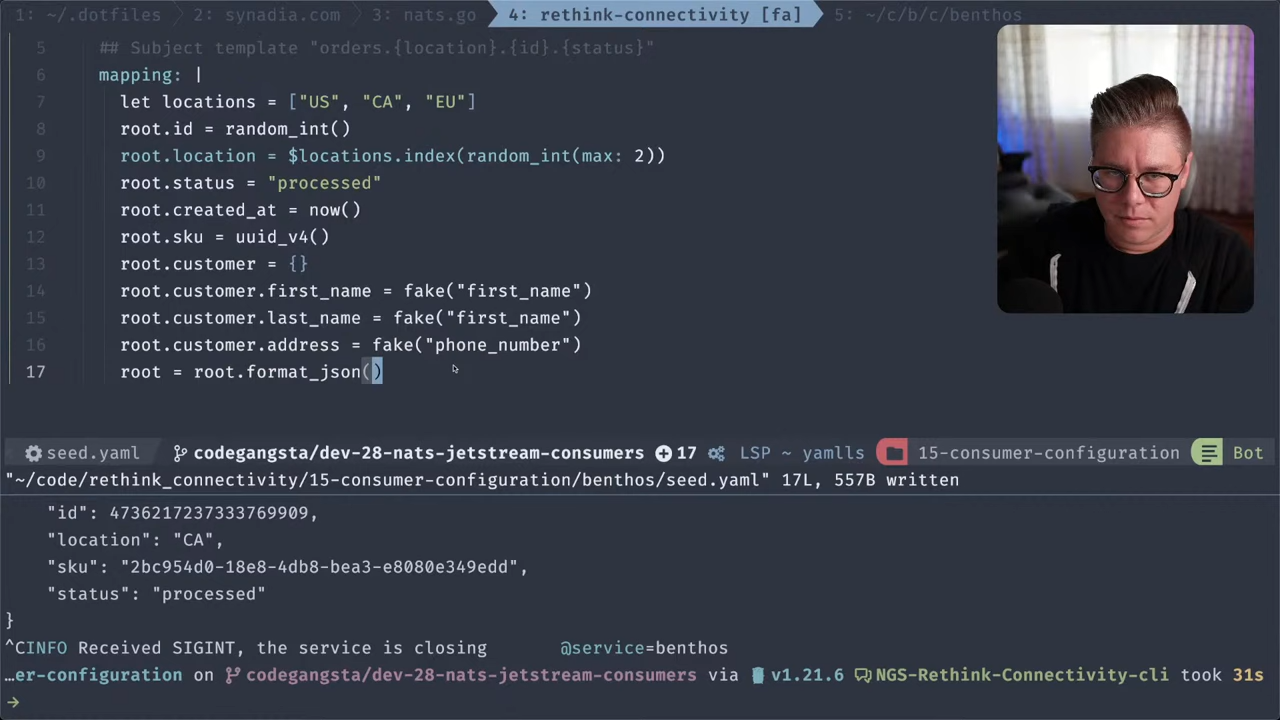 1: ~/.dotfiles 2: synadia.com 3: nats.go 4: rethink-connectivity [fa] 5: ~/c/b/c/benthos
5 ## Subject template "orders.{location}.{id}.{status}"
6 mapping: |
7 let locations = ["US", "CA", "EU"]
8 root.id = random_int()
9 root.location = $locations.index(random_int(max: 2))
10 root.status = "processed"
11 root.created_at = now()
12 root.sku = uuid_v4()
13 root.customer = {}
14 root.customer.first_name = fake("first_name")
15 root.customer.last_name = fake("first_name")
16 root.customer.address = fake("phone_number")
17 root = root.format_json()
seed.yaml codegangsta/dev-28-nats-jetstream-consumers 17 LSP ~ yamlls 15-consumer-configuration Bot
"~/code/rethink_connectivity/15-consumer-configuration/benthos/seed.yaml" 17L, 557B written
"id": 4736217237333769909,
"location": "CA",
"sku": "2bc954d0-18e8-4db8-bea3-e8080e349edd",
"status": "processed"
}
^CINFO Received SIGINT, the service is closing @service=benthos
…er-configuration on codegangsta/dev-28-nats-jetstream-consumers via v1.21.6 NGS-Rethink-Connectivity-cli took 31s
→